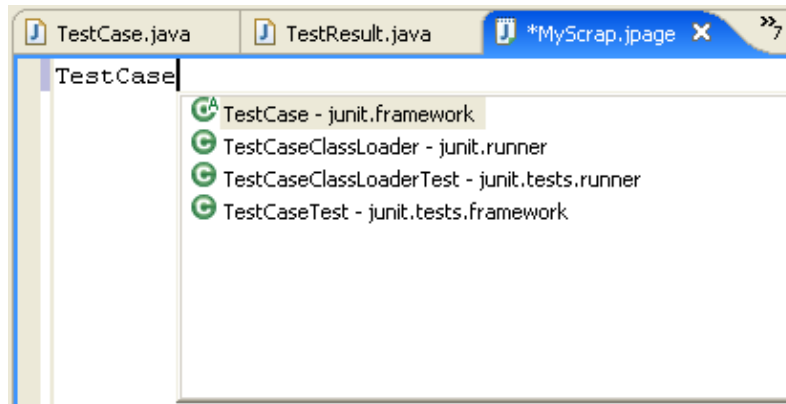 TestCase.java TestResult.java *MyScrap.jpage »7
TestCase
TestCase - junit.framework
TestCaseClassLoader - junit.runner
TestCaseClassLoaderTest - junit.tests.runner
TestCaseTest - junit.tests.framework